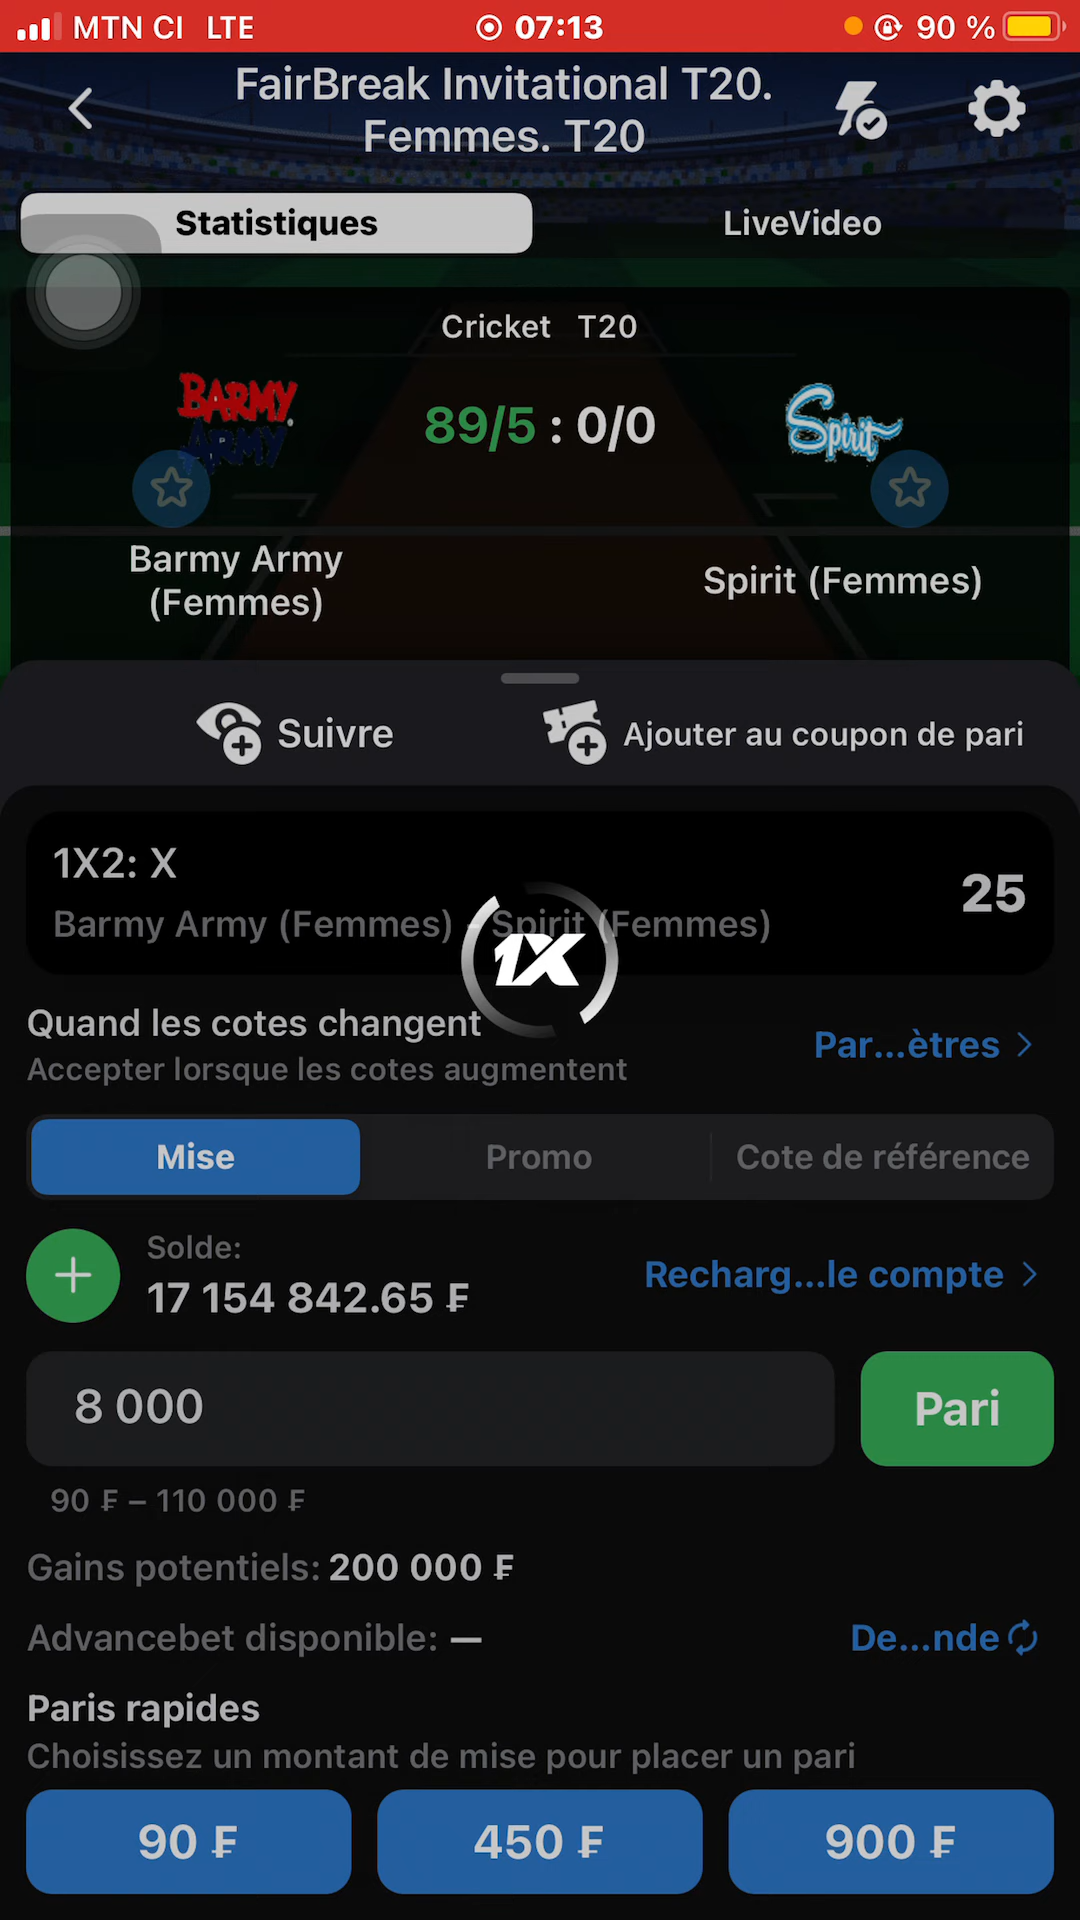 MTN CI LTE 07:13 90 %
FairBreak Invitational T20.
Femmes. T20
Statistiques LiveVideo
Cricket T20
BARMY ARMY
89/5 : 0/0
Spirit
Barmy Army
(Femmes)
Spirit (Femmes)
Suivre Ajouter au coupon de pari
1X2: X
25
Barmy Army (Femmes) - Spirit (Femmes)
1X
Quand les cotes changent
Par...ètres
Accepter lorsque les cotes augmentent
Mise Promo Cote de référence
Solde:
17 154 842.65 ₣
Recharg...le compte
8 000 Pari
90 ₣ – 110 000 ₣
Gains potentiels: 200 000 ₣
Advancebet disponible: — De...nde
Paris rapides
Choisissez un montant de mise pour placer un pari
90 ₣ 450 ₣ 900 ₣